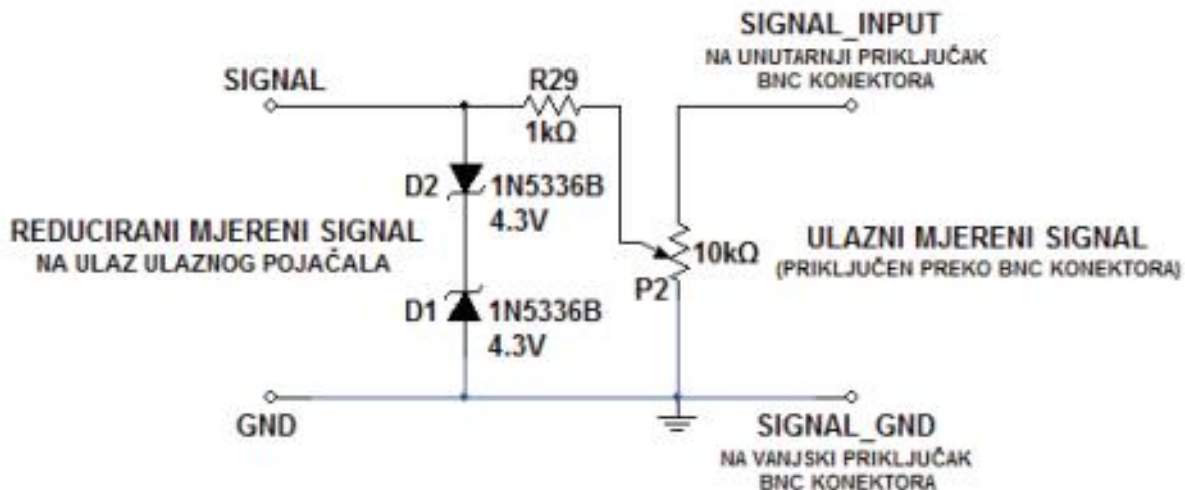 SIGNAL_INPUT
NA UNUTARNJI PRIKLJUČAK
BNC KONEKTORA
SIGNAL
R29
1kΩ
D2
1N5336B
4.3V
REDUCIRANI MJERENI SIGNAL
NA ULAZ ULAZNOG POJAČALA
10kΩ
P2
ULAZNI MJERENI SIGNAL
(PRIKLJUČEN PREKO BNC KONEKTORA)
D1
1N5336B
4.3V
GND
SIGNAL_GND
NA VANJSKI PRIKLJUČAK
BNC KONEKTORA